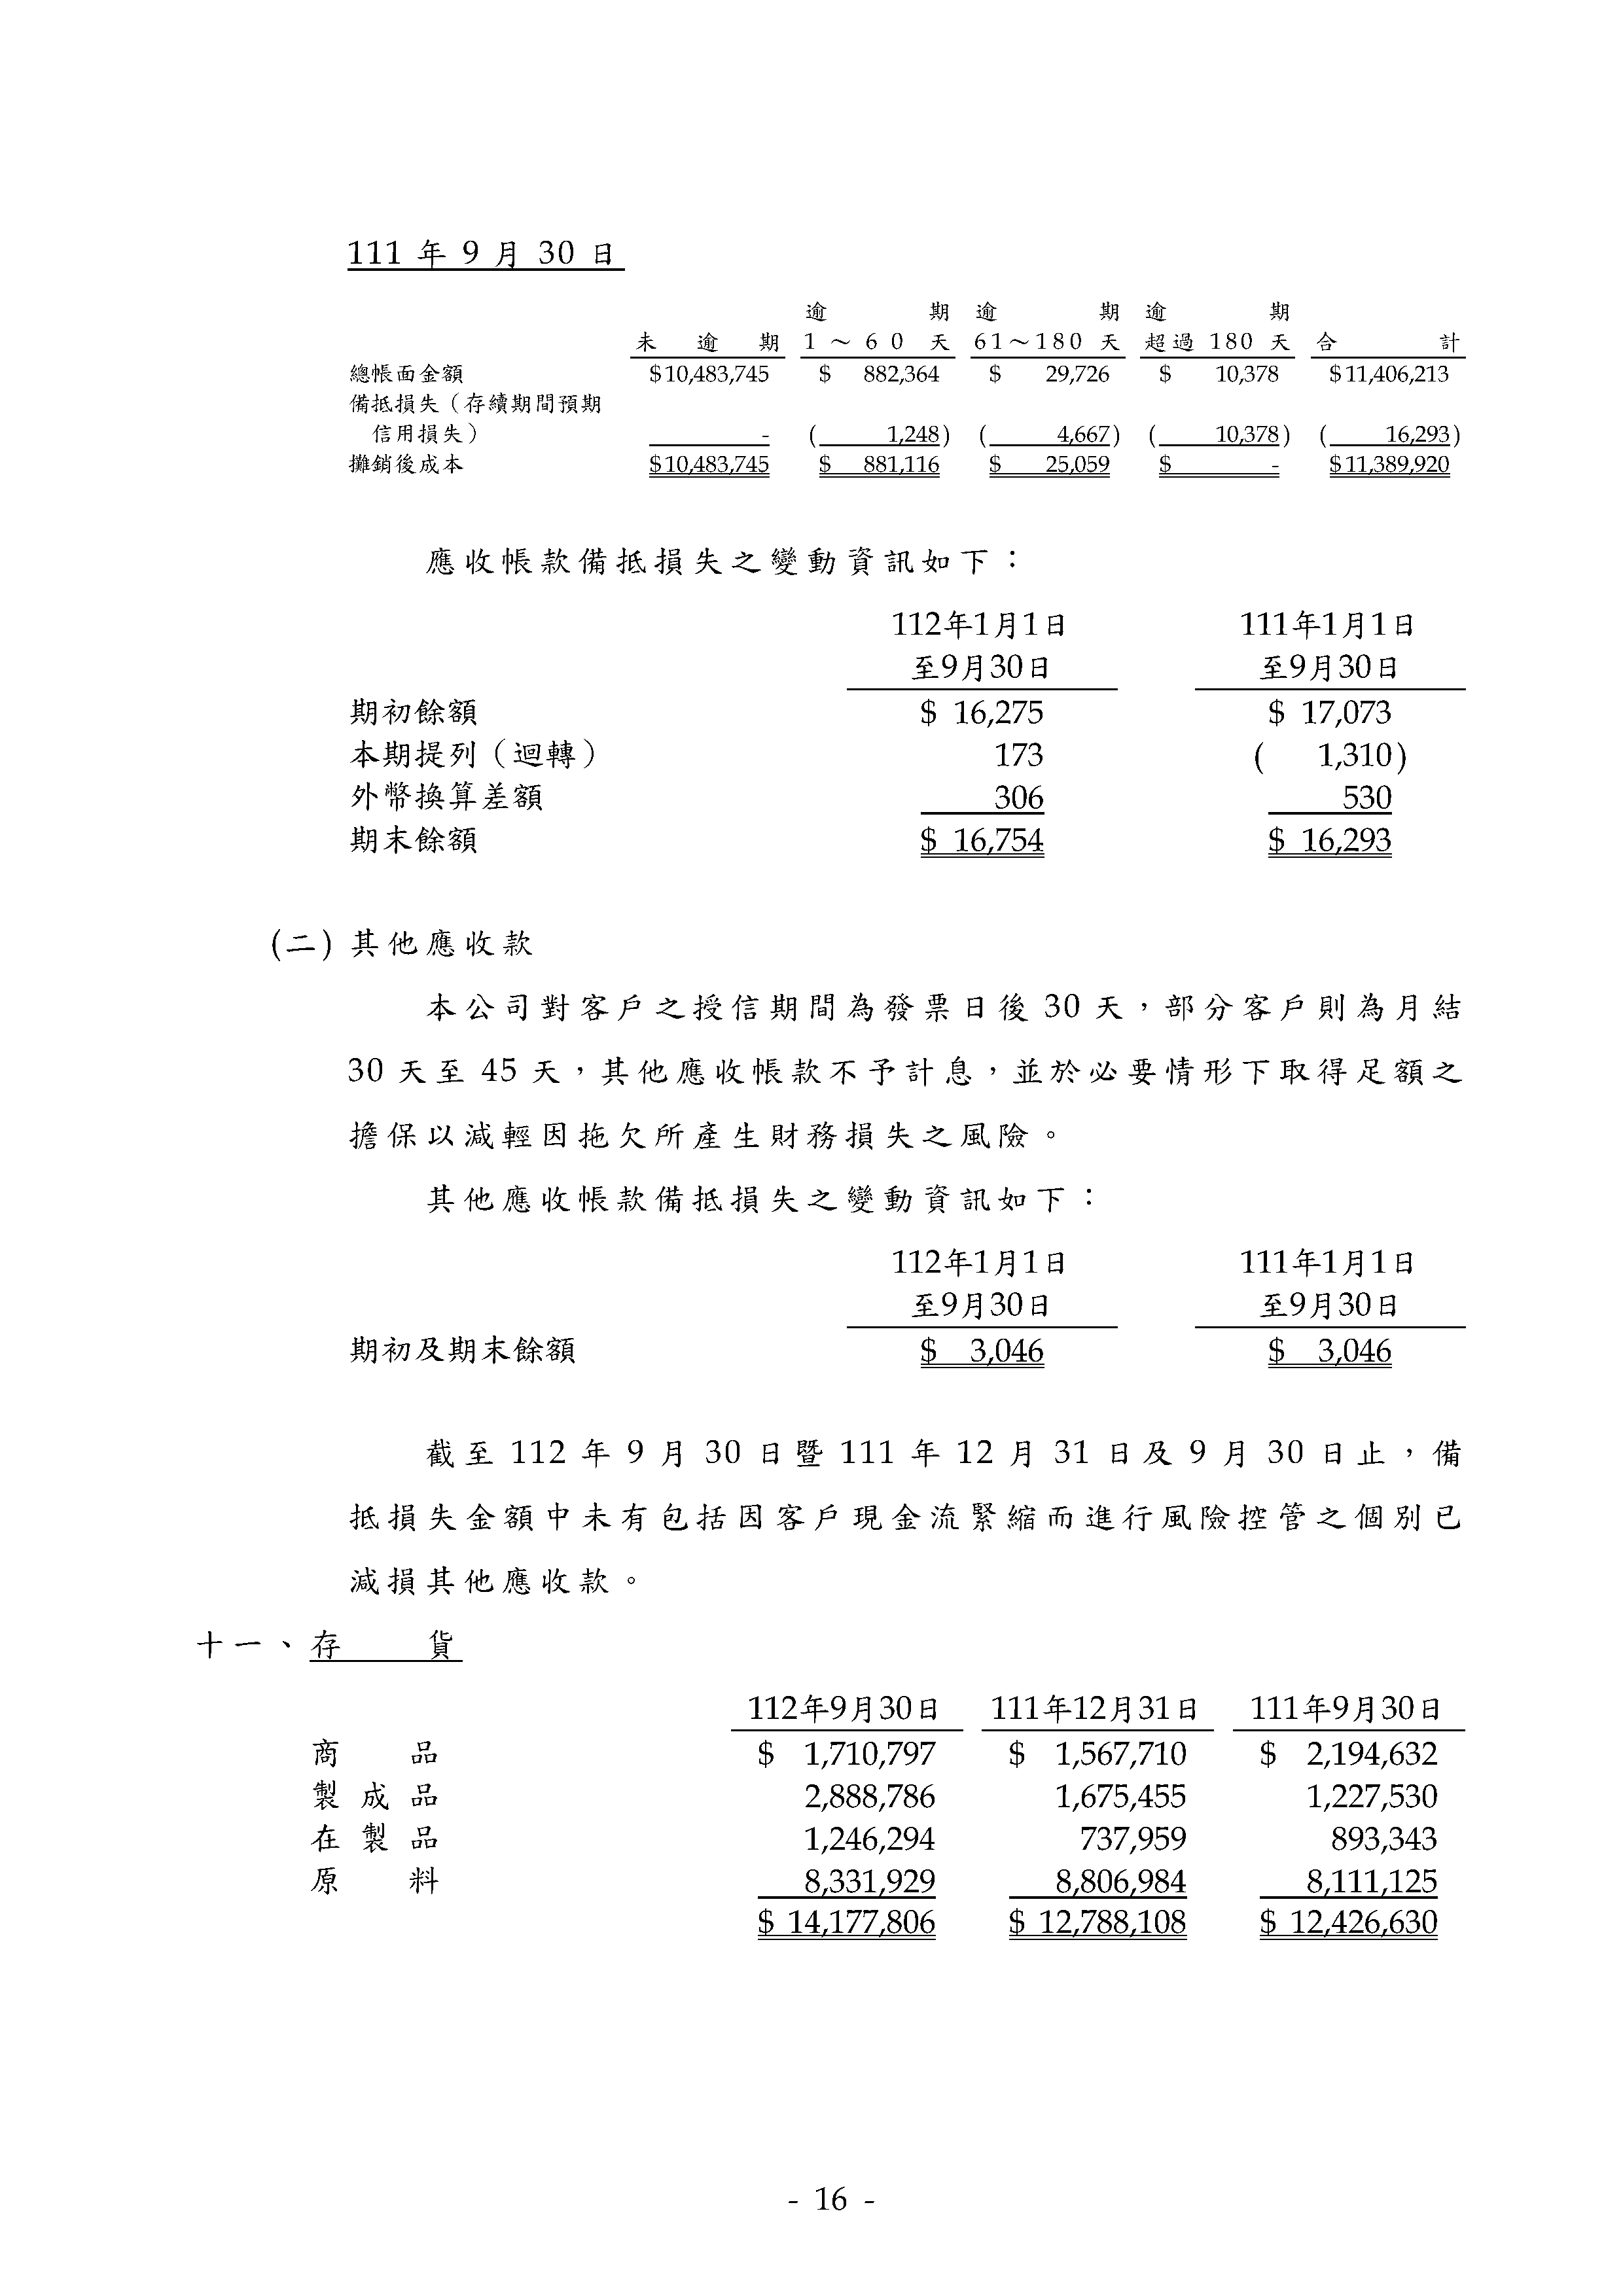 111 年 9 月 30 日
逾 期 逾 期 逾 期
未 逾 期 1 ～ 6 0 天 61～180 天 超過 180 天 合 計
總帳面金額 $10,483,745 $ 882,364 $ 29,726 $ 10,378 $11,406,213
備抵損失（存續期間預期
信用損失） - ( 1,248) ( 4,667) ( 10,378) ( 16,293)
攤銷後成本 $10,483,745 $ 881,116 $ 25,059 $ - $11,389,920
應收帳款備抵損失之變動資訊如下：
112年1月1日 111年1月1日
至9月30日 至9月30日
期初餘額 $ 16,275 $ 17,073
本期提列（迴轉） 173 ( 1,310)
外幣換算差額 306 530
期末餘額 $ 16,754 $ 16,293
(二) 其他應收款
本公司對客戶之授信期間為發票日後 30 天，部分客戶則為月結
30 天至 45 天，其他應收帳款不予計息，並於必要情形下取得足額之
擔保以減輕因拖欠所產生財務損失之風險。
其他應收帳款備抵損失之變動資訊如下：
112年1月1日 111年1月1日
至9月30日 至9月30日
期初及期末餘額 $ 3,046 $ 3,046
截至 112 年 9 月 30 日暨 111 年 12 月 31 日及 9 月 30 日止，備
抵損失金額中未有包括因客戶現金流緊縮而進行風險控管之個別已
減損其他應收款。
十一、存 貨
112年9月30日 111年12月31日 111年9月30日
商 品 $ 1,710,797 $ 1,567,710 $ 2,194,632
製 成 品 2,888,786 1,675,455 1,227,530
在 製 品 1,246,294 737,959 893,343
原 料 8,331,929 8,806,984 8,111,125
$ 14,177,806 $ 12,788,108 $ 12,426,630
- 16 -